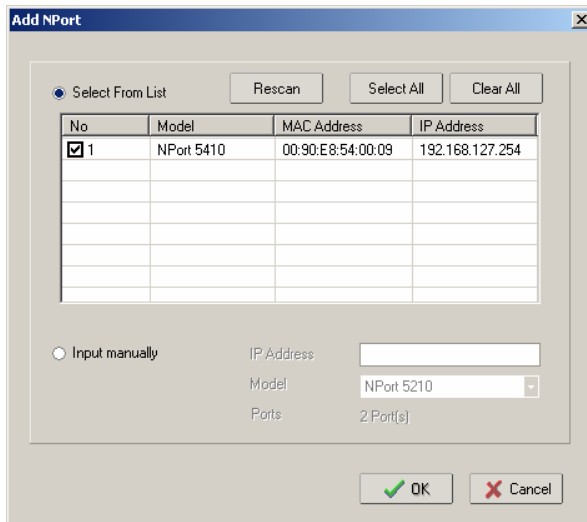 Add NPort
Select From List Rescan Select All Clear All
No Model MAC Address IP Address
1 NPort 5410 00:90:E8:54:00:09 192.168.127.254
Input manually IP Address
Model NPort 5210
Ports 2 Port(s)
OK Cancel